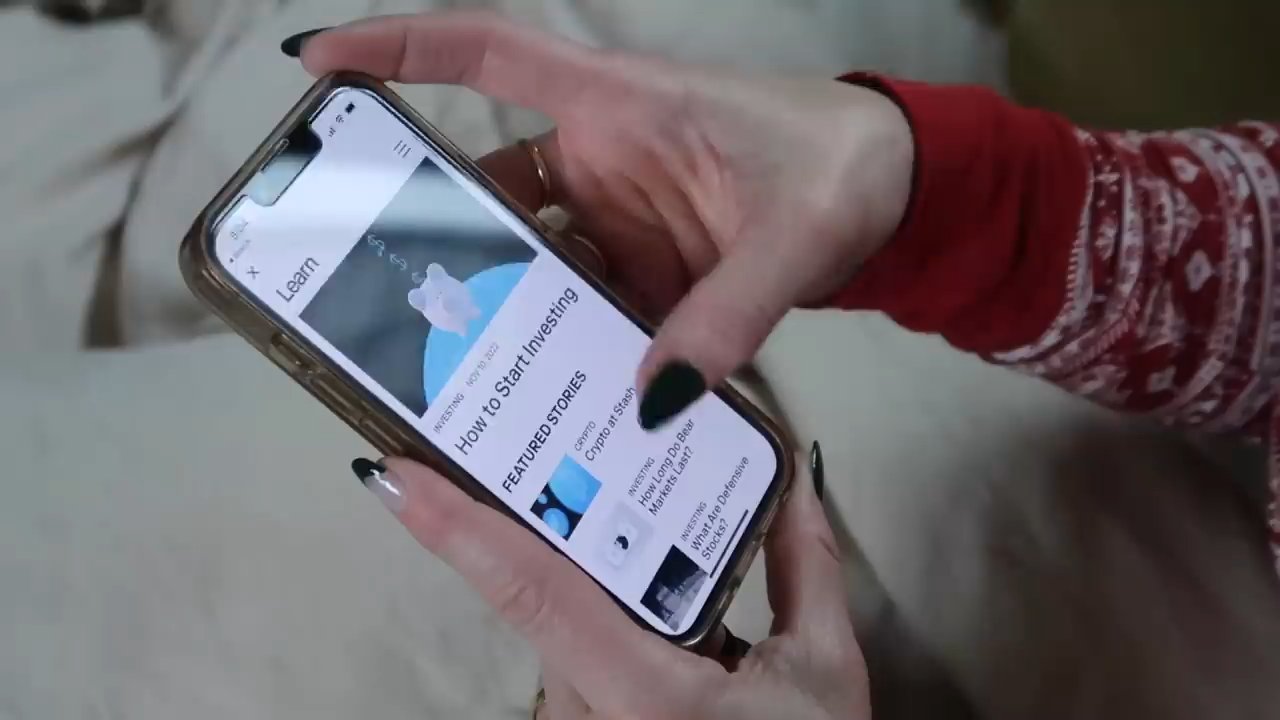 Learn
INVESTING NOV 10, 2022
How to Start Investing
FEATURED STORIES
CRYPTO
Crypto at Stash
INVESTING
How Long Do Bear
Markets Last?
INVESTING
What Are Defensive
Stocks?